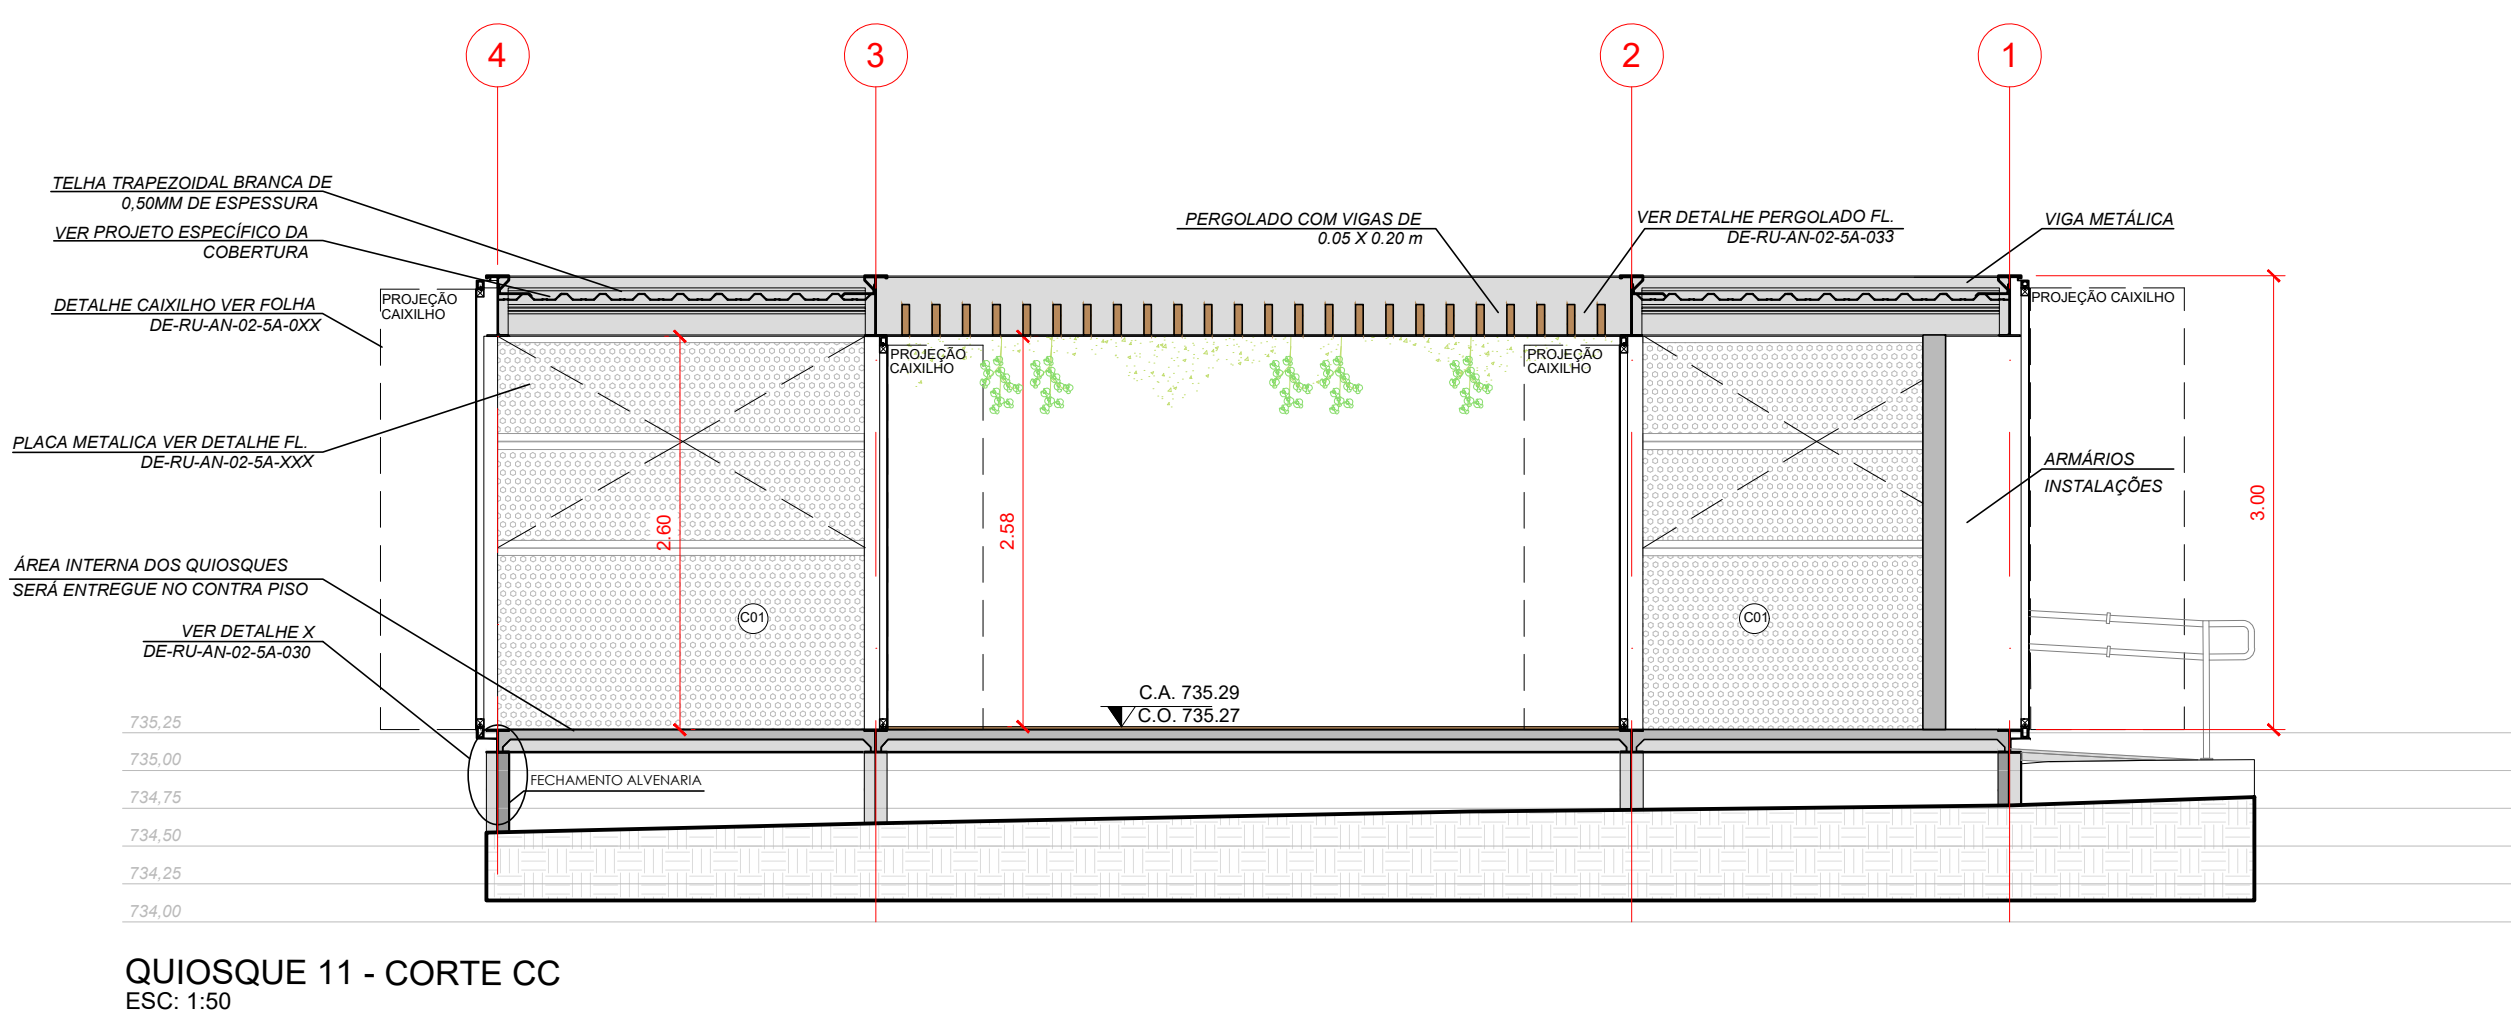 4
3
2
1
TELHA TRAPEZOIDAL BRANCA DE
0,50MM DE ESPESSURA
VER PROJETO ESPECÍFICO DA
COBERTURA
DETALHE CAIXILHO VER FOLHA
DE-RU-AN-02-5A-0XX
PROJEÇÃO
CAIXILHO
PLACA METALICA VER DETALHE FL.
DE-RU-AN-02-5A-XXX
ÁREA INTERNA DOS QUIOSQUES
SERÁ ENTREGUE NO CONTRA PISO
VER DETALHE X
DE-RU-AN-02-5A-030
PERGOLADO COM VIGAS DE
0.05 X 0.20 m
VER DETALHE PERGOLADO FL.
DE-RU-AN-02-5A-033
VIGA METÁLICA
PROJEÇÃO
CAIXILHO
PROJEÇÃO
CAIXILHO
PROJEÇÃO CAIXILHO
ARMÁRIOS
INSTALAÇÕES
2.60
2.58
3.00
C01
C01
C.A. 735.29
C.O. 735.27
FECHAMENTO ALVENARIA
735,25
735,00
734,75
734,50
734,25
734,00
QUIOSQUE 11 - CORTE CC
ESC: 1:50